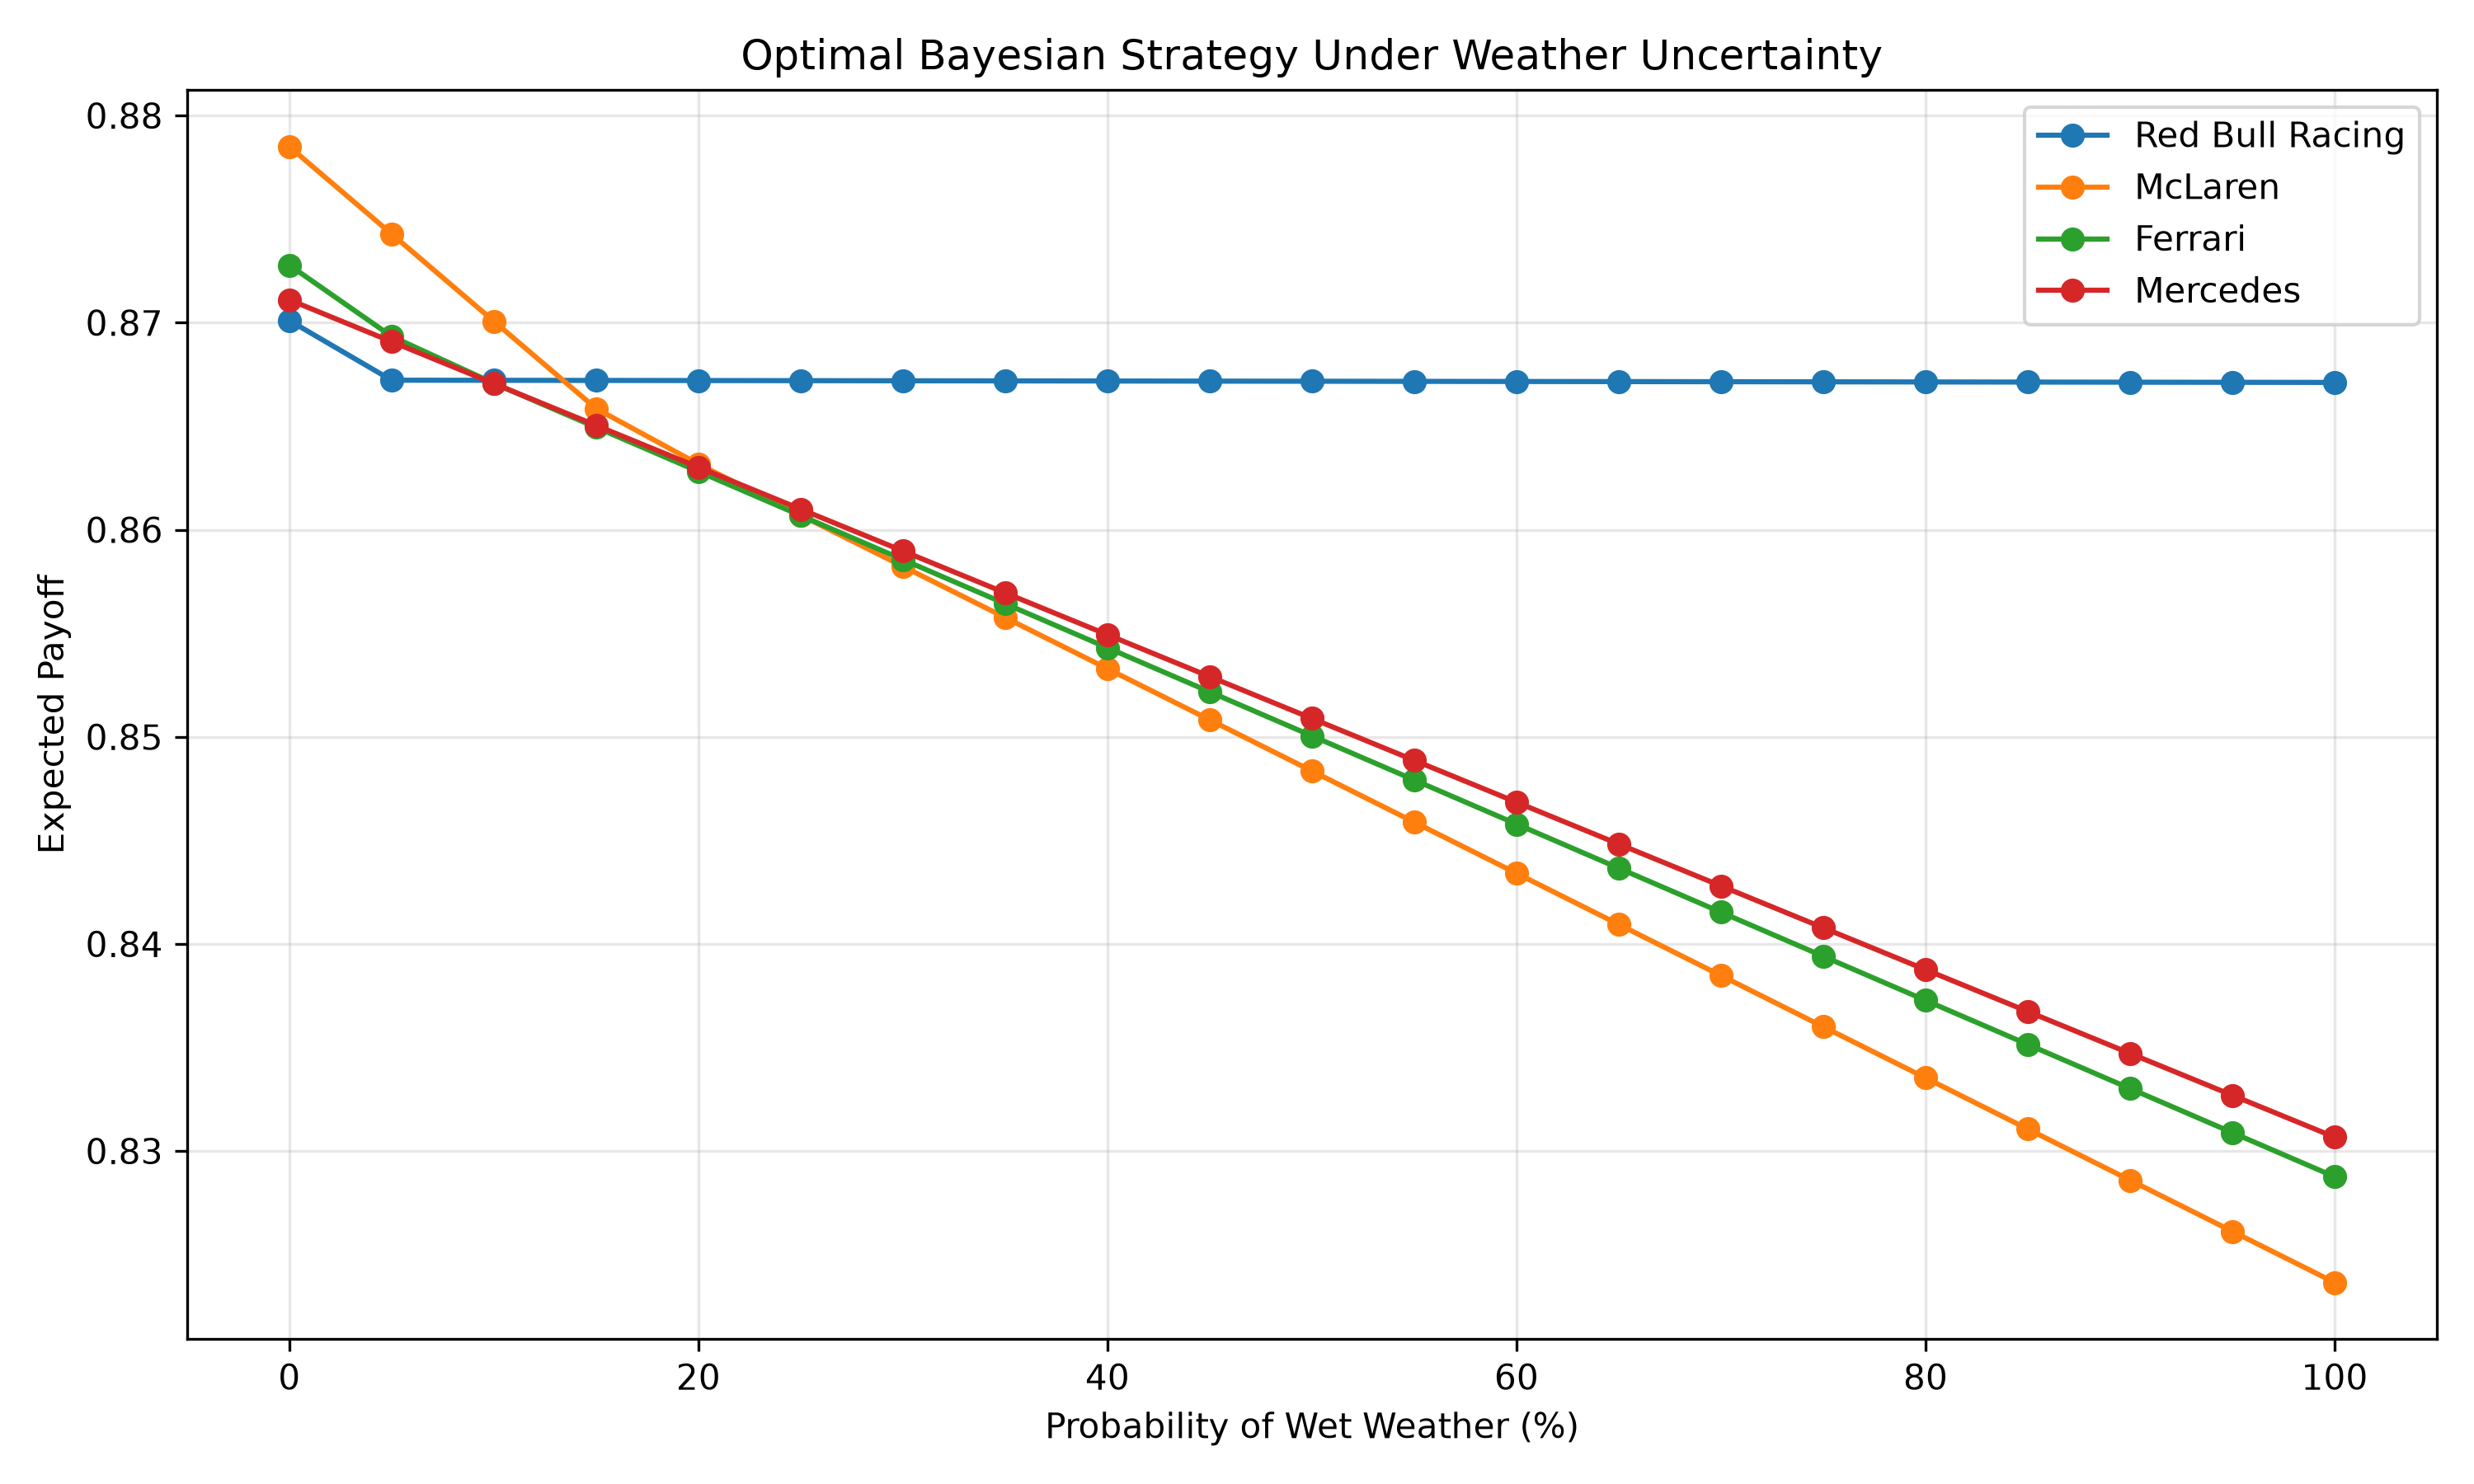 Optimal Bayesian Strategy Under Weather Uncertainty
0.88
0.87
0.86
0.85
0.84
0.83
Expected Payoff
Red Bull Racing
McLaren
Ferrari
Mercedes
0 20 40 60 80 100
Probability of Wet Weather (%)